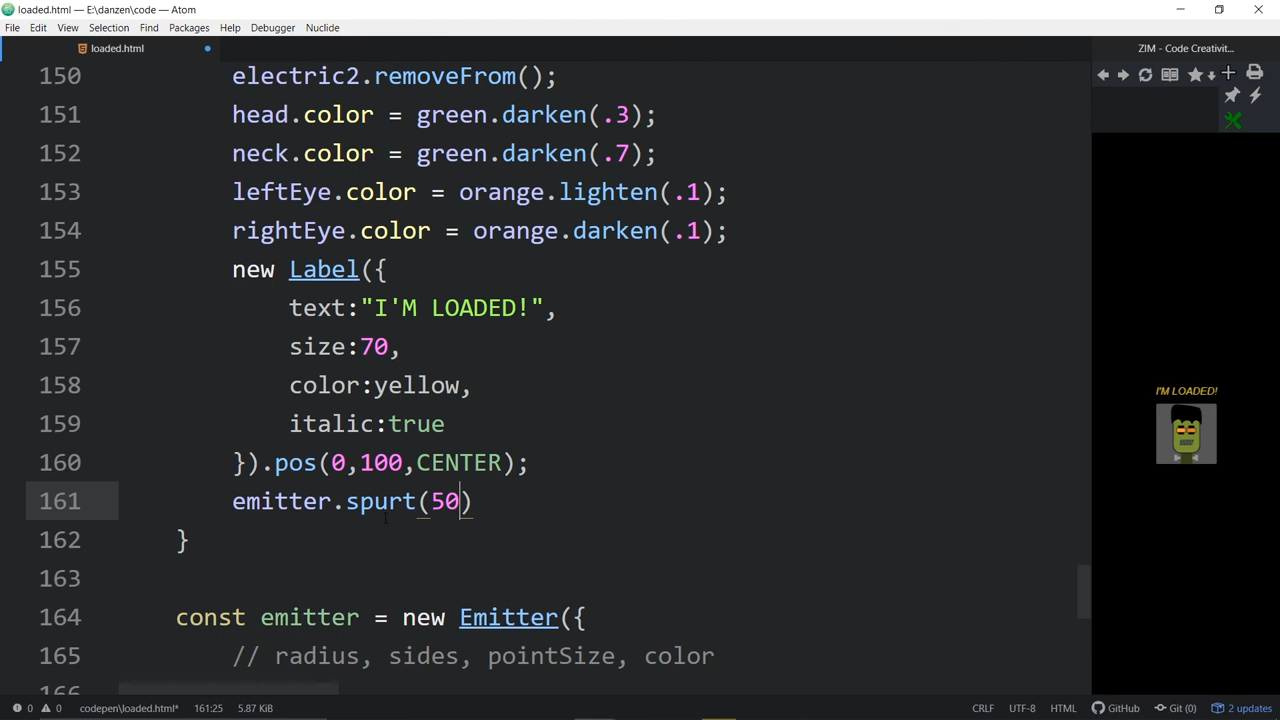 loaded.html — E:\danzen\code — Atom
File Edit View Selection Find Packages Help Debugger Nuclide
loaded.html
ZIM - Code Creativit...
150 electric2.removeFrom();
151 head.color = green.darken(.3);
152 neck.color = green.darken(.7);
153 leftEye.color = orange.lighten(.1);
154 rightEye.color = orange.darken(.1);
155 new Label({
156 text:"I'M LOADED!",
157 size:70,
158 color:yellow,
159 italic:true
160 }).pos(0,100,CENTER);
161 emitter.spurt(50)
162 }
163
164 const emitter = new Emitter({
165 // radius, sides, pointSize, color
I'M LOADED!
0 0 codepen\loaded.html* 161:25 5.87 KiB CRLF UTF-8 HTML GitHub Git (0) 2 updates